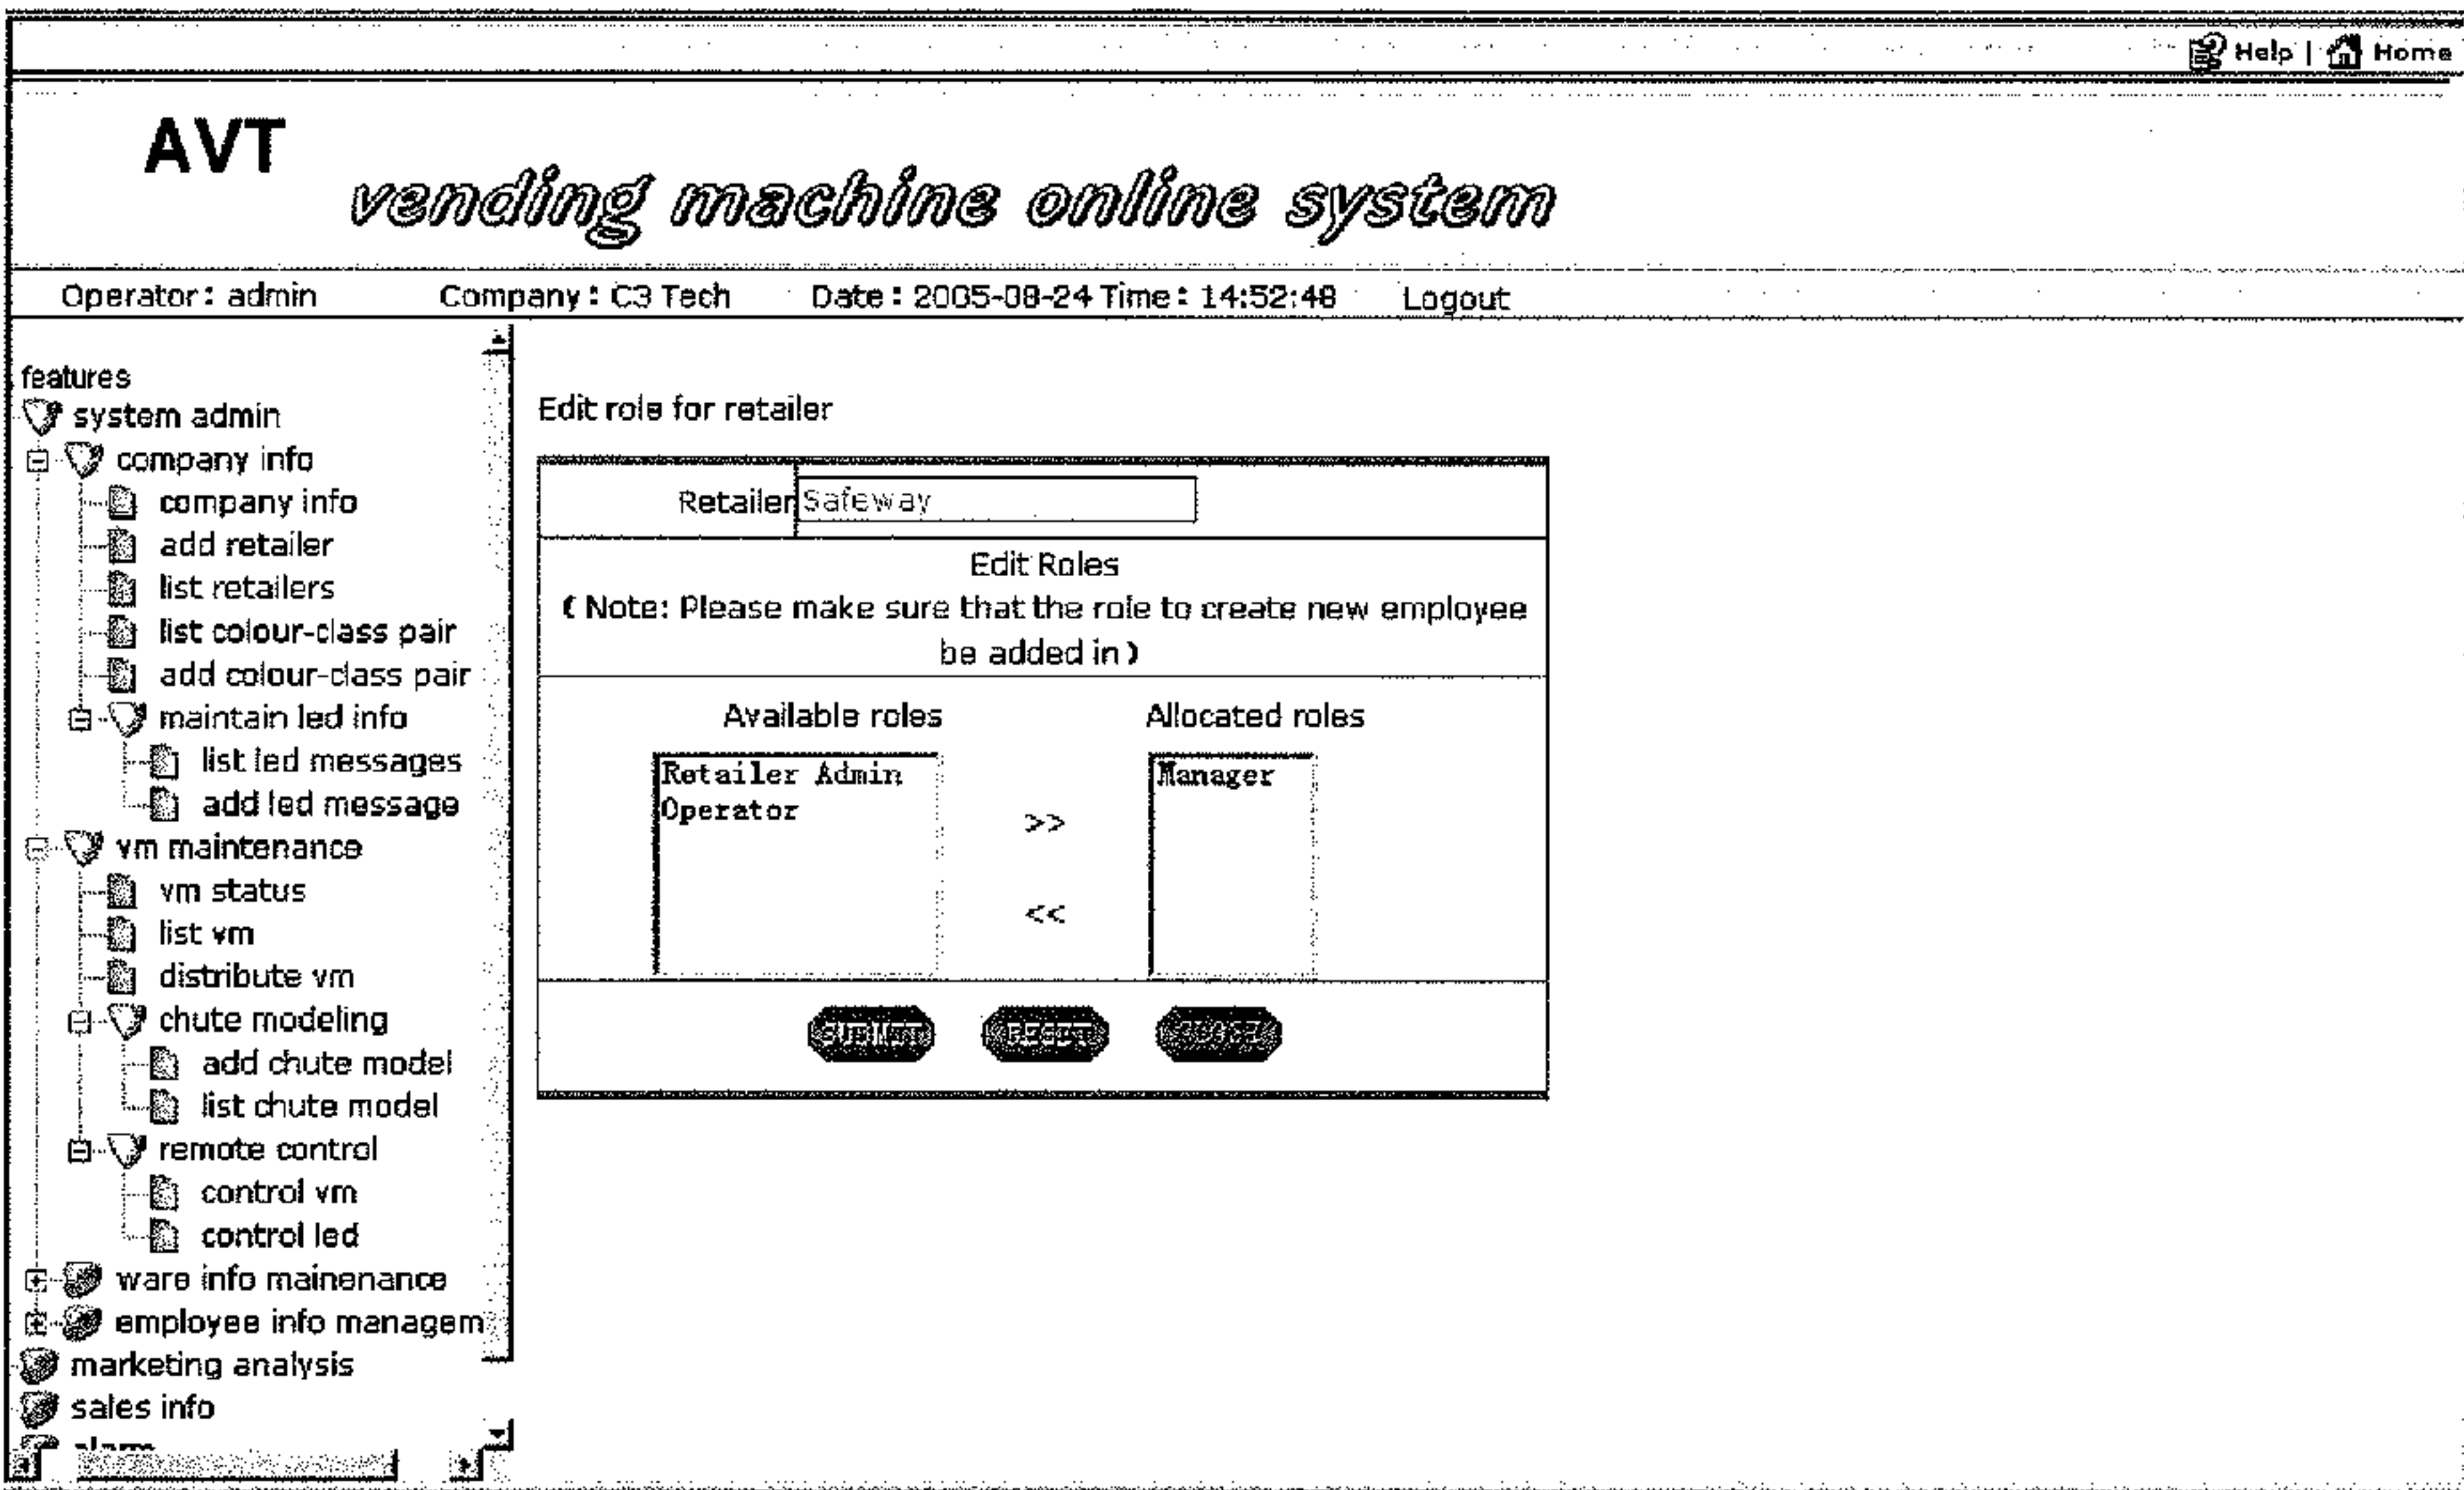 Help | Home
AVT
vending machine online system
Operator: admin Company: C3 Tech Date: 2005-08-24 Time: 14:52:48 Logout
features
system admin
company info
company info
add retailer
list retailers
list colour-class pair
add colour-class pair
maintain led info
list led messages
add led message
vm maintenance
vm status
list vm
distribute vm
chute modeling
add chute model
list chute model
remote control
control vm
control led
ware info mainenance
employee info managem
marketing analysis
sales info
Edit role for retailer
Retailer Safeway
Edit Roles
( Note: Please make sure that the role to create new employee
be added in )
Available roles Allocated roles
Retailer Admin Manager
Operator
>>
<<
SUBMIT RESET